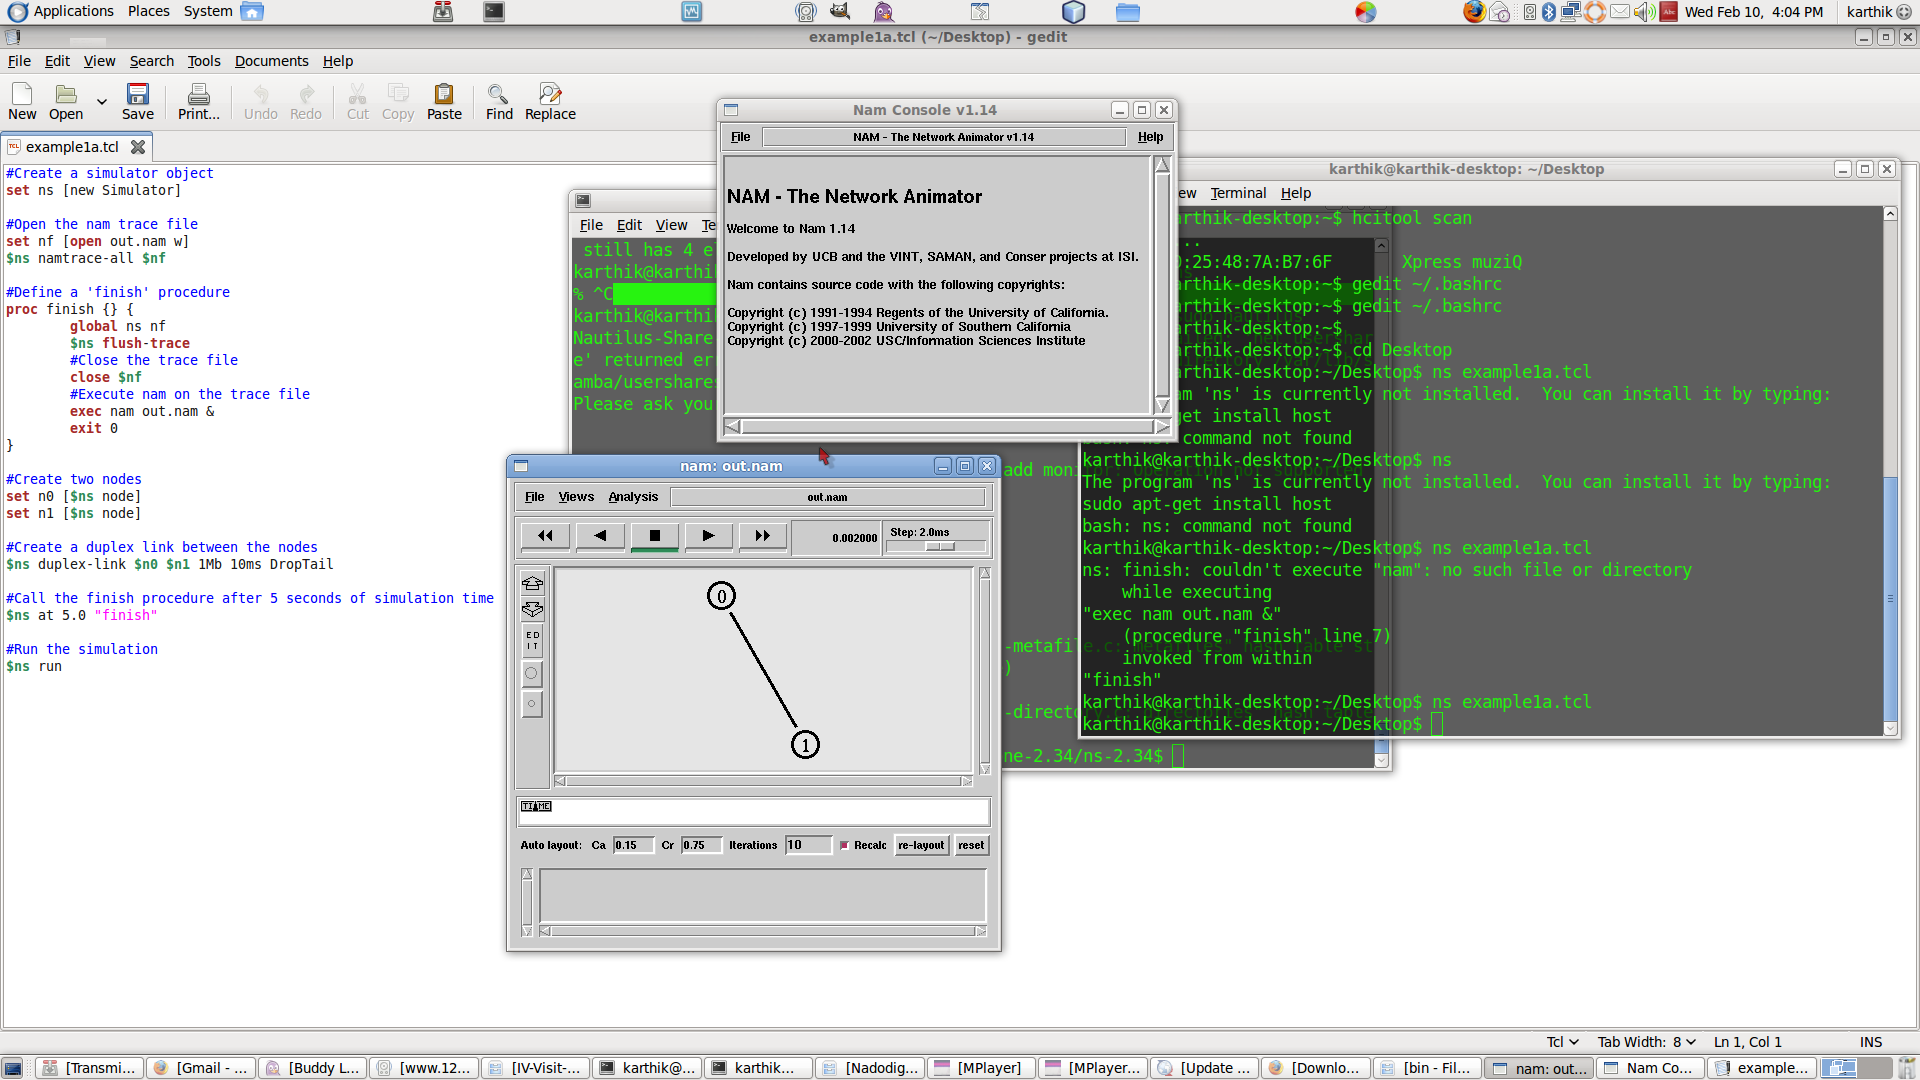 Applications Places System
Wed Feb 10, 4:04 PM karthik
example1a.tcl (~/Desktop) - gedit
File Edit View Search Tools Documents Help
New Open Save Print... Undo Redo Cut Copy Paste Find Replace
example1a.tcl
#Create a simulator object
set ns [new Simulator]
#Open the nam trace file
set nf [open out.nam w]
$ns namtrace-all $nf
#Define a 'finish' procedure
proc finish {} {
global ns nf
$ns flush-trace
#Close the trace file
close $nf
#Execute nam on the trace file
exec nam out.nam &
exit 0
}
#Create two nodes
set n0 [$ns node]
set n1 [$ns node]
#Create a duplex link between the nodes
$ns duplex-link $n0 $n1 1Mb 10ms DropTail
#Call the finish procedure after 5 seconds of simulation time
$ns at 5.0 "finish"
#Run the simulation
$ns run
Nam Console v1.14
File NAM - The Network Animator v1.14 Help
NAM - The Network Animator
Welcome to Nam 1.14
Developed by UCB and the VINT, SAMAN, and Conser projects at ISI.
Nam contains source code with the following copyrights:
Copyright (c) 1991-1994 Regents of the University of California.
Copyright (c) 1997-1999 University of Southern California
Copyright (c) 2000-2002 USC/Information Sciences Institute
File Edit View Te
still has 4 e
karthik@karthik
% ^C
karthik@karthik
Nautilus-Share
e' returned er
amba/usershare
Please ask you
add moni
-metafile.c:
)
-directory
ne-2.34/ns-2.34$
karthik@karthik-desktop: ~/Desktop
ew Terminal Help
rthik-desktop:~$ hcitool scan
..
:25:48:7A:B7:6F Xpress muziQ
rthik-desktop:~$ gedit ~/.bashrc
rthik-desktop:~$ gedit ~/.bashrc
rthik-desktop:~$
rthik-desktop:~$ cd Desktop
rthik-desktop:~/Desktop$ ns example1a.tcl
m 'ns' is currently not installed. You can install it by typing:
get install host
command not found
karthik@karthik-desktop:~/Desktop$ ns
The program 'ns' is currently not installed. You can install it by typing:
sudo apt-get install host
bash: ns: command not found
karthik@karthik-desktop:~/Desktop$ ns example1a.tcl
ns: finish: couldn't execute "nam": no such file or directory
while executing
"exec nam out.nam &"
(procedure "finish" line 7)
invoked from within
"finish"
karthik@karthik-desktop:~/Desktop$ ns example1a.tcl
karthik@karthik-desktop:~/Desktop$
nam: out.nam
File Views Analysis out.nam
0.002000 Step: 2.0ms
ED
IT
0
1
TIME
Auto layout: Ca 0.15 Cr 0.75 Iterations 10 Recalc re-layout reset
Tcl Tab Width: 8 Ln 1, Col 1 INS
[Transmi... [Gmail - ... [Buddy L... [www.12... [IV-Visit-... karthik@... karthik... [Nadodig... [MPlayer] [MPlayer... [Update ... [Downlo... [bin - Fil... nam: out... Nam Co... example...